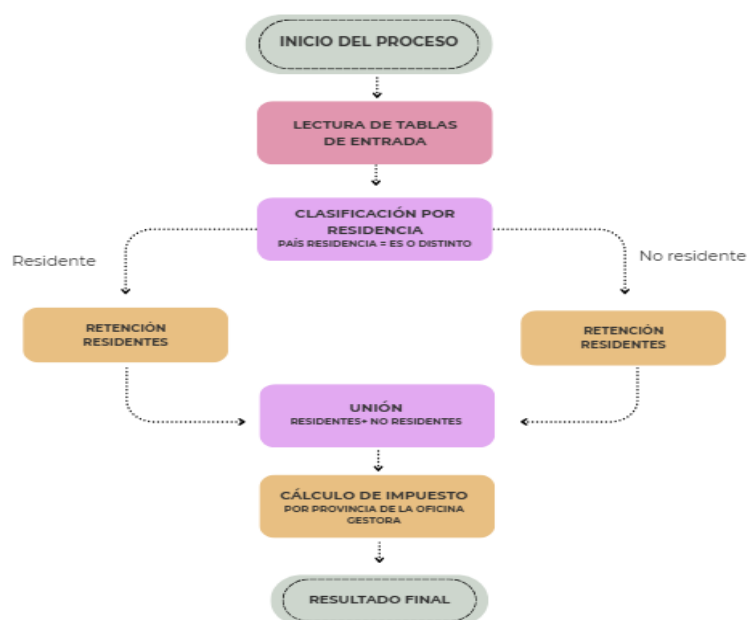 INICIO DEL PROCESO
LECTURA DE TABLAS
DE ENTRADA
CLASIFICACIÓN POR
RESIDENCIA
PAÍS RESIDENCIA = ES O DISTINTO
Residente
No residente
RETENCIÓN
RESIDENTES
RETENCIÓN
RESIDENTES
UNIÓN
RESIDENTES+ NO RESIDENTES
CÁLCULO DE IMPUESTO
POR PROVINCIA DE LA OFICINA
GESTORA
RESULTADO FINAL